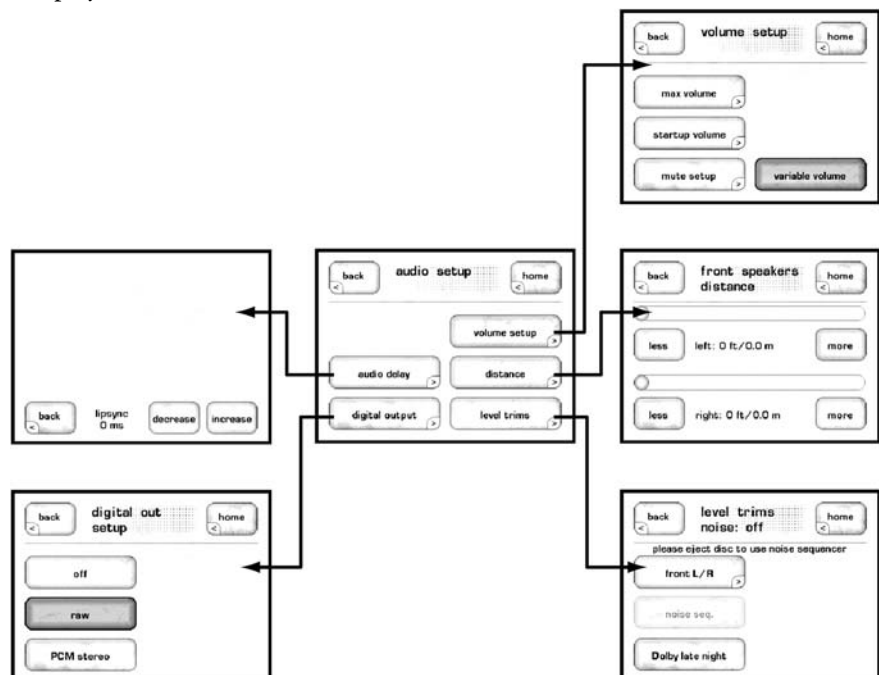 back
volume setup
home
max volume
startup volume
mute setup
variable volume
back
audio setup
home
volume setup
audio delay
distance
digital output
level trims
back
front speakers
distance
home
less
left: 0 ft/0.0 m
more
less
right: 0 ft/0.0 m
more
back
lipsync
0 ms
decrease
increase
back
digital out
setup
home
off
raw
PCM stereo
back
level trims
noise: off
home
please eject disc to use noise sequencer
front L/R
noise seq.
Dolby late night